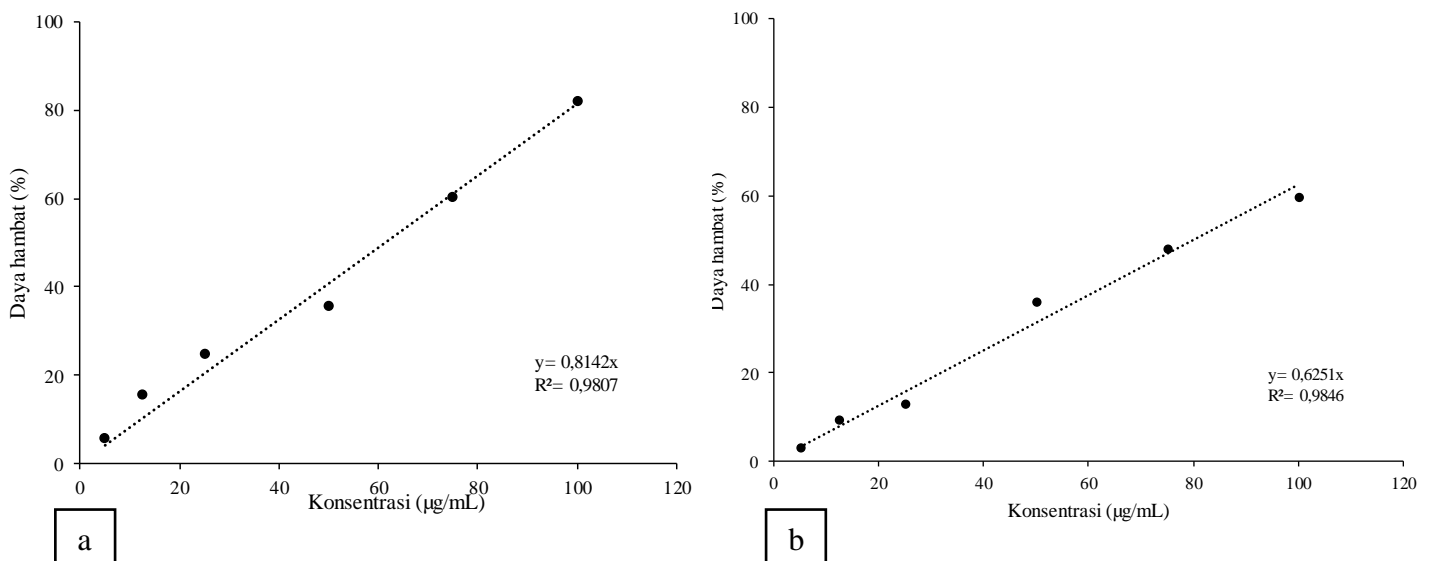 100
80
60
40
20
0
Daya hambat (%)
y= 0,8142x
R²= 0,9807
0 20 40 60 80 100 120
Konsentrasi (µg/mL)
a
100
80
60
40
20
0
Daya hambat (%)
y= 0,6251x
R²= 0,9846
0 20 40 60 80 100 120
Konsentrasi (µg/mL)
b